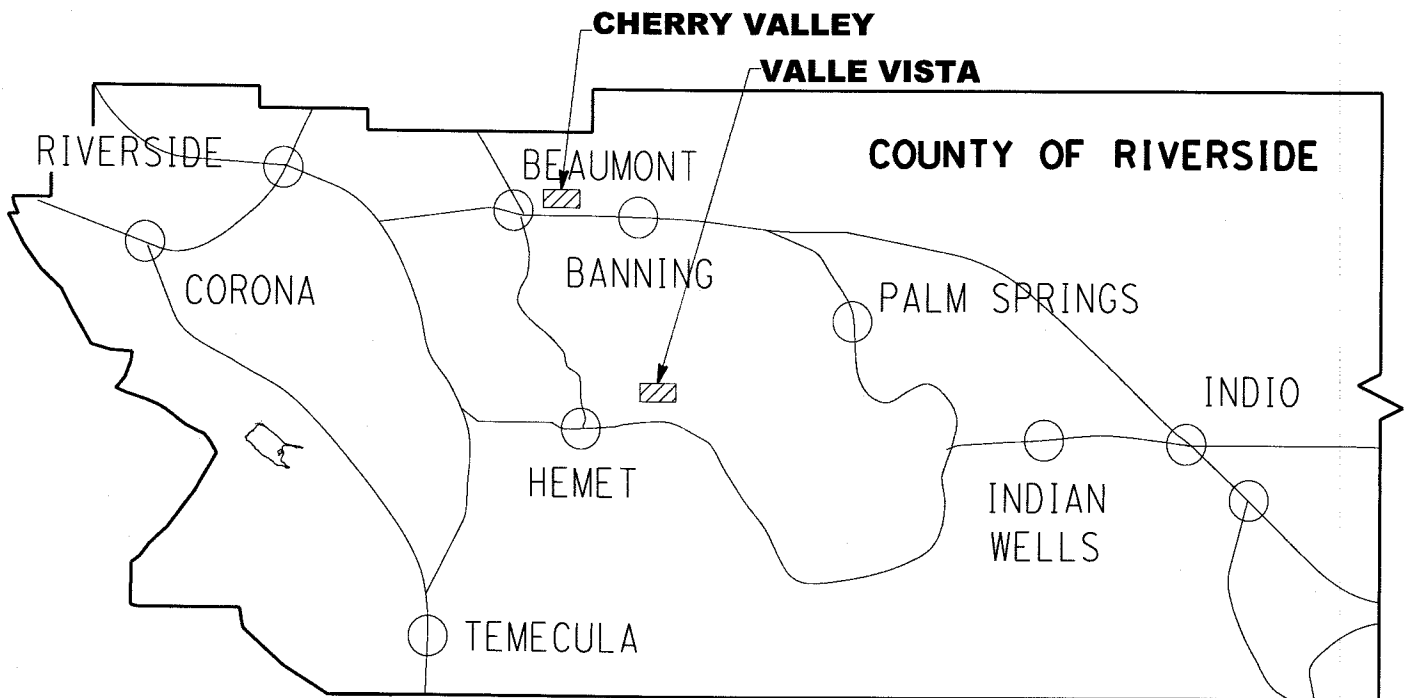 CHERRY VALLEY
VALLE VISTA
COUNTY OF RIVERSIDE
RIVERSIDE
BEAUMONT
CORONA
BANNING
PALM SPRINGS
INDIO
HEMET
INDIAN
WELLS
TEMECULA